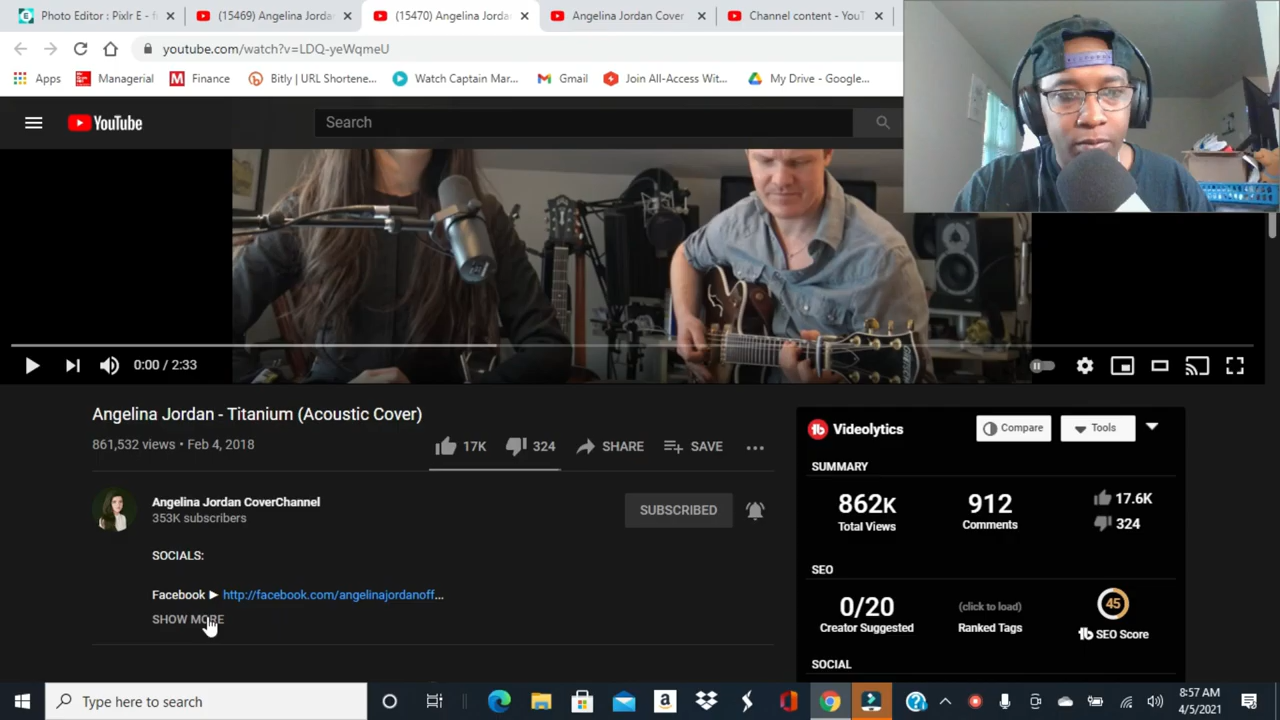 Photo Editor : Pixlr E - f
(15469) Angelina Jorda
(15470) Angelina Jorda
Angelina Jordan Cover
Channel content - YouT
youtube.com/watch?v=LDQ-yeWqmeU
Apps
Managerial
Finance
Bitly | URL Shortene...
Watch Captain Mar...
Gmail
Join All-Access Wit...
My Drive - Google...
YouTube
Search
0:00 / 2:33
Angelina Jordan - Titanium (Acoustic Cover)
861,532 views • Feb 4, 2018
17K
324
SHARE
SAVE
Angelina Jordan CoverChannel
353K subscribers
SUBSCRIBED
SOCIALS:
Facebook ► http://facebook.com/angelinajordanoff...
SHOW MORE
tb Videolytics
Compare
Tools
SUMMARY
862K
Total Views
912
Comments
17.6K
324
SEO
0/20
Creator Suggested
(click to load)
Ranked Tags
45
tb SEO Score
SOCIAL
Type here to search
8:57 AM
4/5/2021